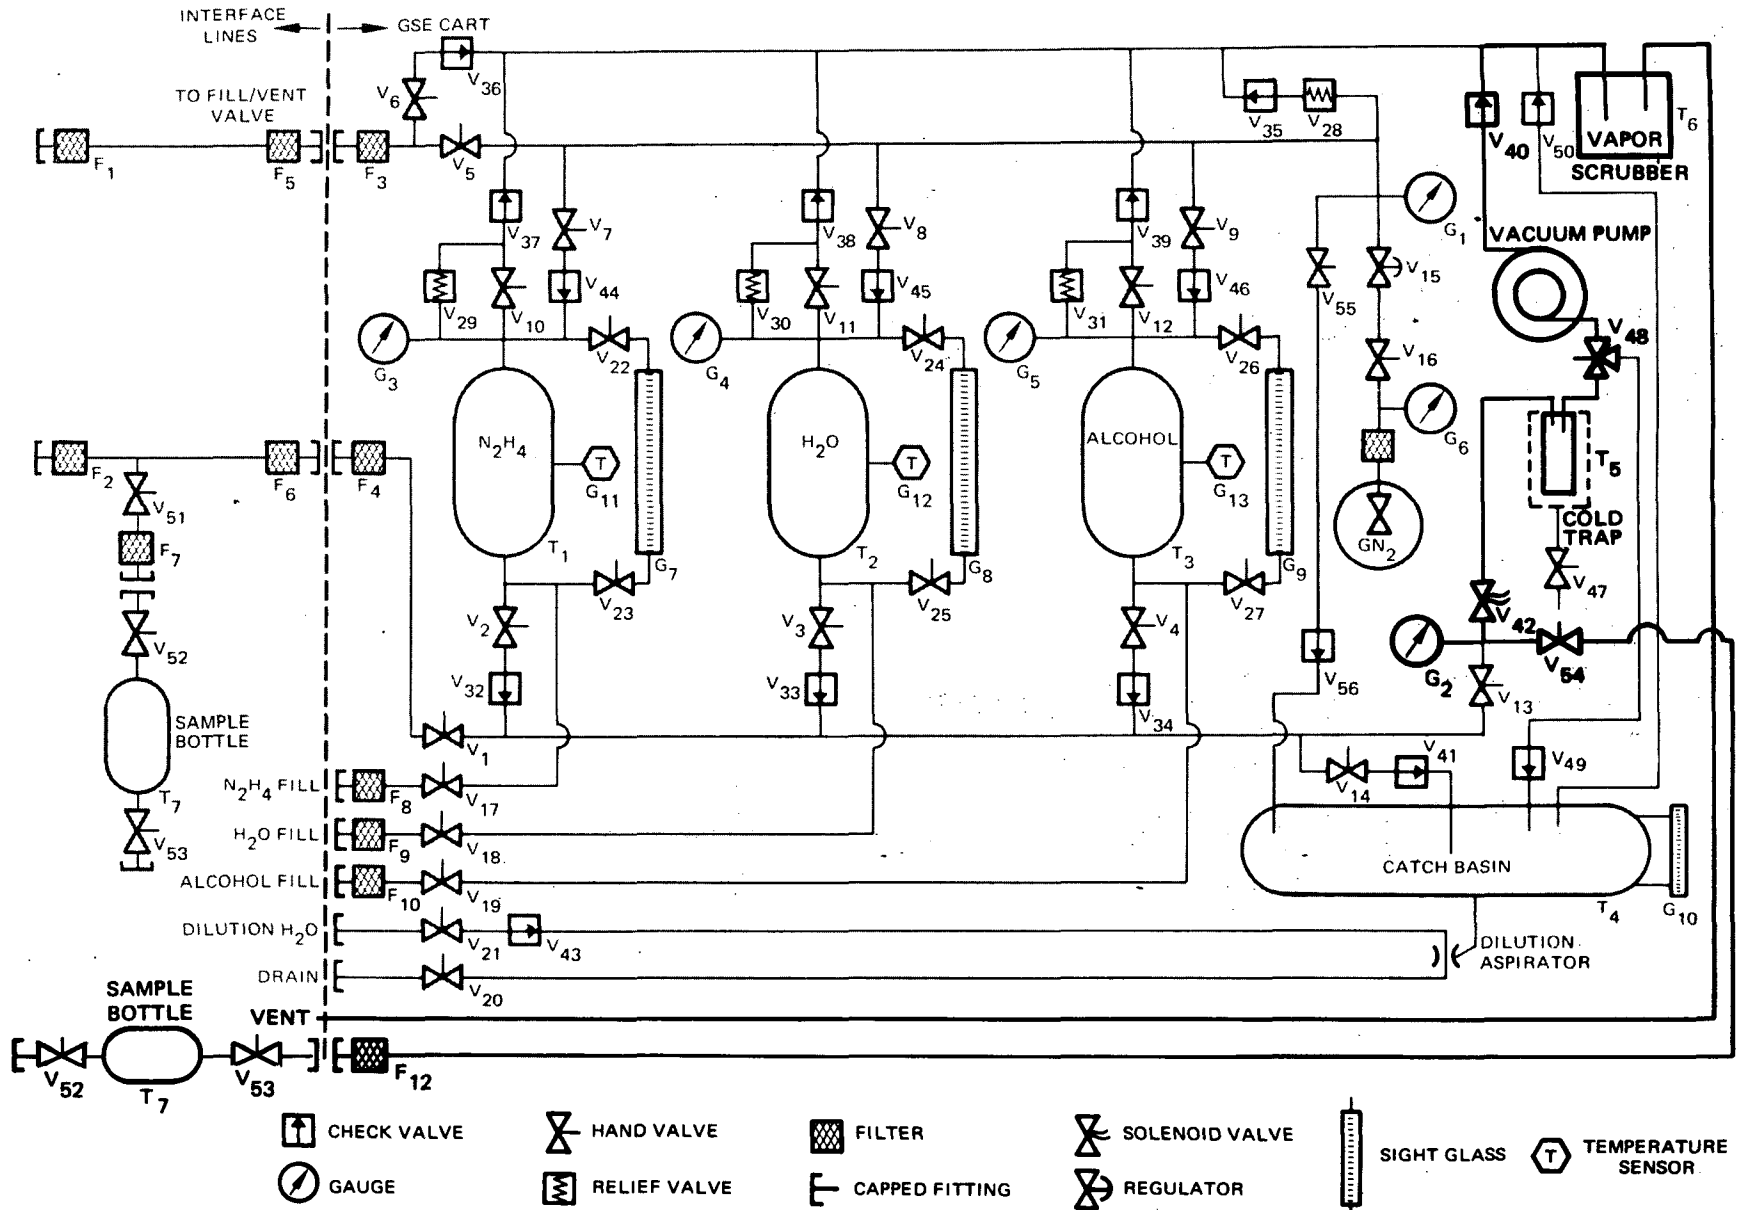 INTERFACE
LINES
GSE CART
V6
V36
TO FILL/VENT
VALVE
F1
F5
F3
V5
V35
V28
V40
V50
T6
VAPOR
SCRUBBER
V37
V7
V38
V8
V39
V9
G1
VACUUM PUMP
V29
V10
V44
V30
V11
V45
V31
V12
V46
V55
V15
V48
G3
V22
G4
V24
G5
V26
V16
N2H4
H2O
ALCOHOL
G6
T
G11
T
G12
T
G13
F2
F6
F4
T5
COLD
TRAP
V51
F7
T1
G7
T2
G8
T3
G9
GN2
V23
V25
V27
V47
V52
V2
V3
V4
V42
G2
V54
V13
V32
V33
V34
V56
SAMPLE
BOTTLE
T7
V1
V41
V14
V49
N2H4 FILL
F8
V17
H2O FILL
F9
V18
V53
CATCH BASIN
T4
G10
ALCOHOL FILL
F10
V19
DILUTION H2O
V21
V43
DILUTION
ASPIRATOR
DRAIN
V20
SAMPLE
BOTTLE
VENT
V52
T7
V53
F12
CHECK VALVE
HAND VALVE
FILTER
SOLENOID VALVE
SIGHT GLASS
T
TEMPERATURE
SENSOR
GAUGE
RELIEF VALVE
CAPPED FITTING
REGULATOR